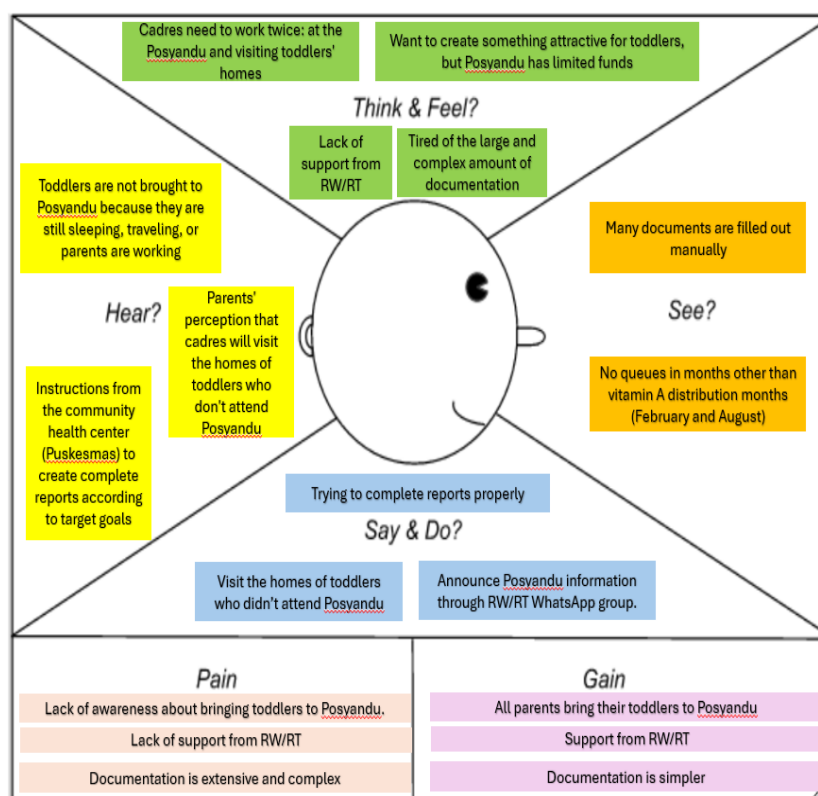 Cadres need to work twice: at the
Posyandu and visiting toddlers'
homes
Want to create something attractive for toddlers,
but Posyandu has limited funds
Think & Feel?
Lack of
support from
RW/RT
Tired of the large and
complex amount of
documentation
Toddlers are not brought to
Posyandu because they are
still sleeping, traveling, or
parents are working
Hear?
Parents'
perception that
cadres will visit
the homes of
toddlers who
don't attend
Posyandu
Instructions from
the community
health center
(Puskesmas) to
create complete
reports according
to target goals
Many documents are filled out
manually
See?
No queues in months other than
vitamin A distribution months
(February and August)
Trying to complete reports properly
Say & Do?
Visit the homes of toddlers
who didn't attend Posyandu
Announce Posyandu information
through RW/RT WhatsApp group.
Pain
Lack of awareness about bringing toddlers to Posyandu.
Lack of support from RW/RT
Documentation is extensive and complex
Gain
All parents bring their toddlers to Posyandu
Support from RW/RT
Documentation is simpler